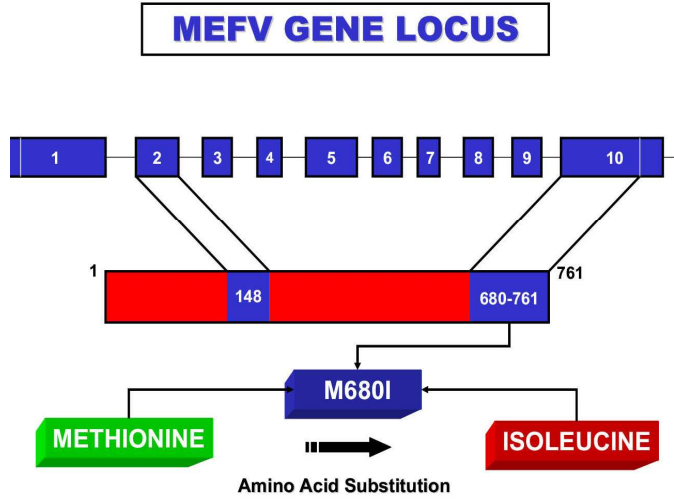 MEFV GENE LOCUS
1 2 3 4 5 6 7 8 9 10
1 761
148 680-761
M680I
METHIONINE ISOLEUCINE
Amino Acid Substitution